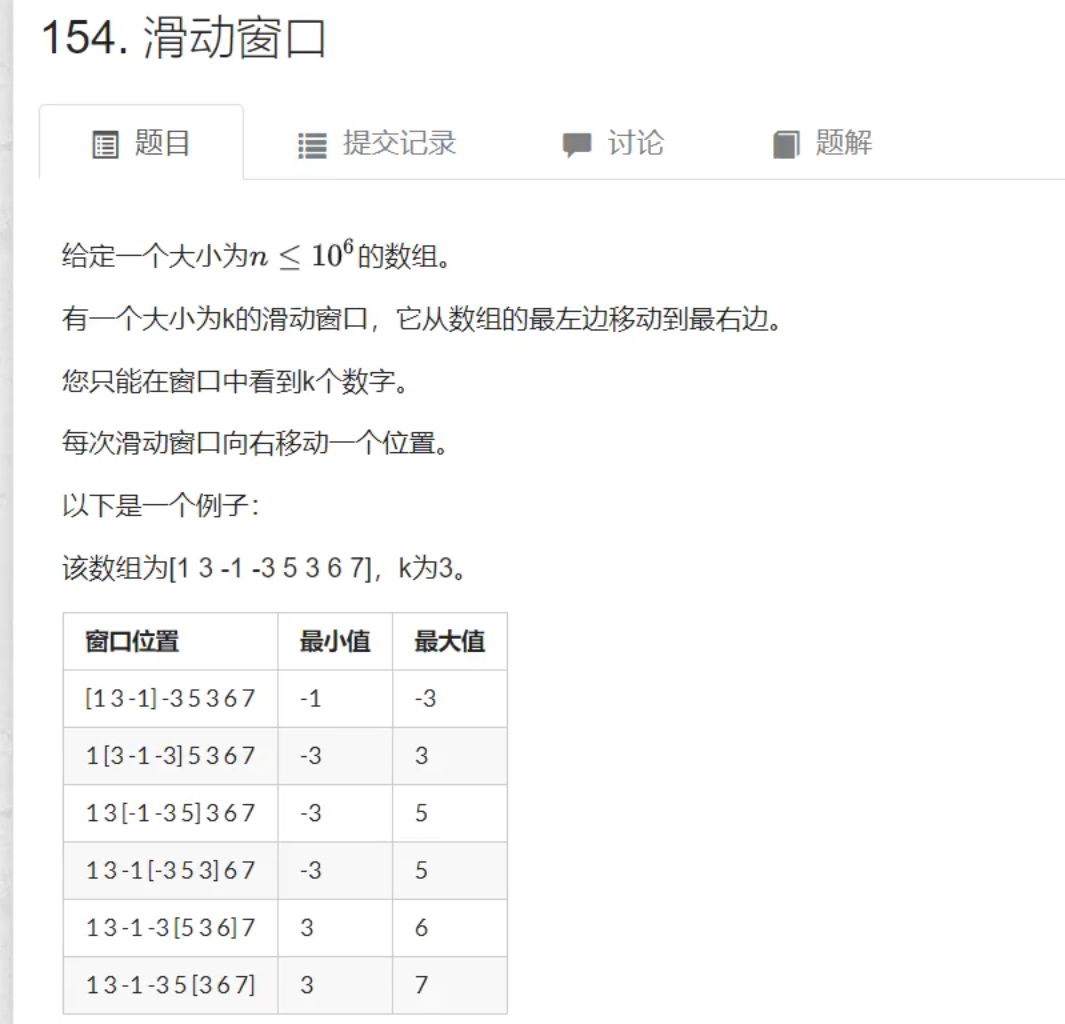 154. 滑动窗口
题目 提交记录 讨论 题解
给定一个大小为n ≤ 10⁶的数组。
有一个大小为k的滑动窗口，它从数组的最左边移动到最右边。
您只能在窗口中看到k个数字。
每次滑动窗口向右移动一个位置。
以下是一个例子：
该数组为[1 3 -1 -3 5 3 6 7]，k为3。
窗口位置 最小值 最大值
[1 3 -1] -3 5 3 6 7 -1 -3
1 [3 -1 -3] 5 3 6 7 -3 3
1 3 [-1 -3 5] 3 6 7 -3 5
1 3 -1 [-3 5 3] 6 7 -3 5
1 3 -1 -3 [5 3 6] 7 3 6
1 3 -1 -3 5 [3 6 7] 3 7